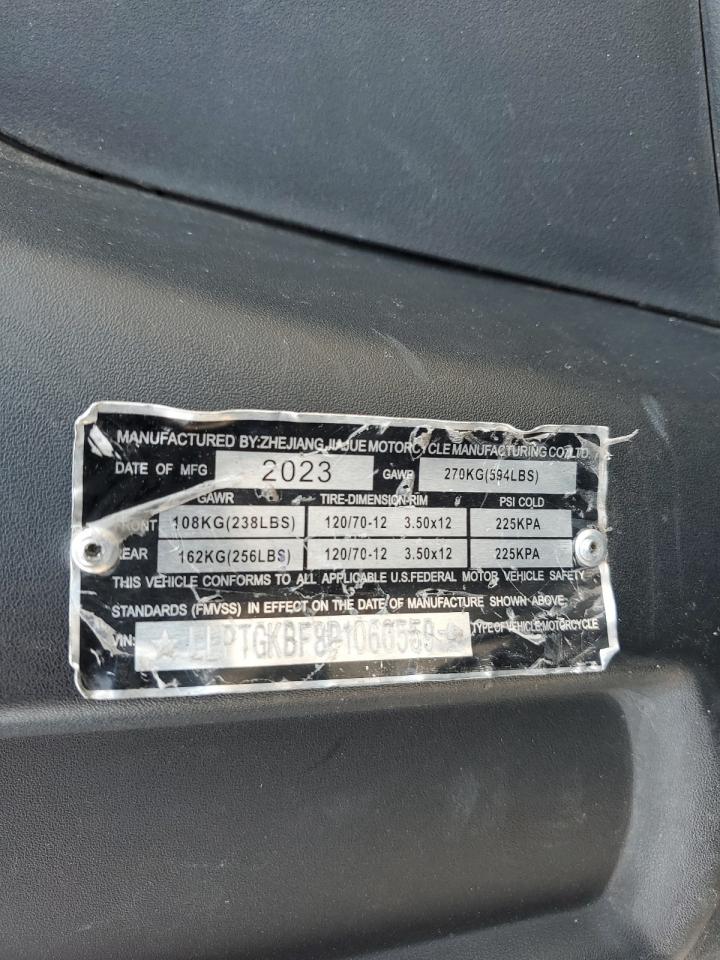 MANUFACTURED BY:ZHEJIANG JIAJUE MOTORCYCLE MANUFACTURING CO.,LTD.
DATE OF MFG 2023 GAWR 270KG(594LBS)
GAWR TIRE-DIMENSION-RIM PSI COLD
FRONT 108KG(238LBS) 120/70-12 3.50x12 225KPA
REAR 162KG(256LBS) 120/70-12 3.50x12 225KPA
THIS VEHICLE CONFORMS TO ALL APPLICABLE U.S.FEDERAL MOTOR VEHICLE SAFETY
STANDARDS (FMVSS) IN EFFECT ON THE DATE OF MANUFACTURE SHOWN ABOVE.
VIN: TYPE OF VEHICLE:MOTORCYCLE